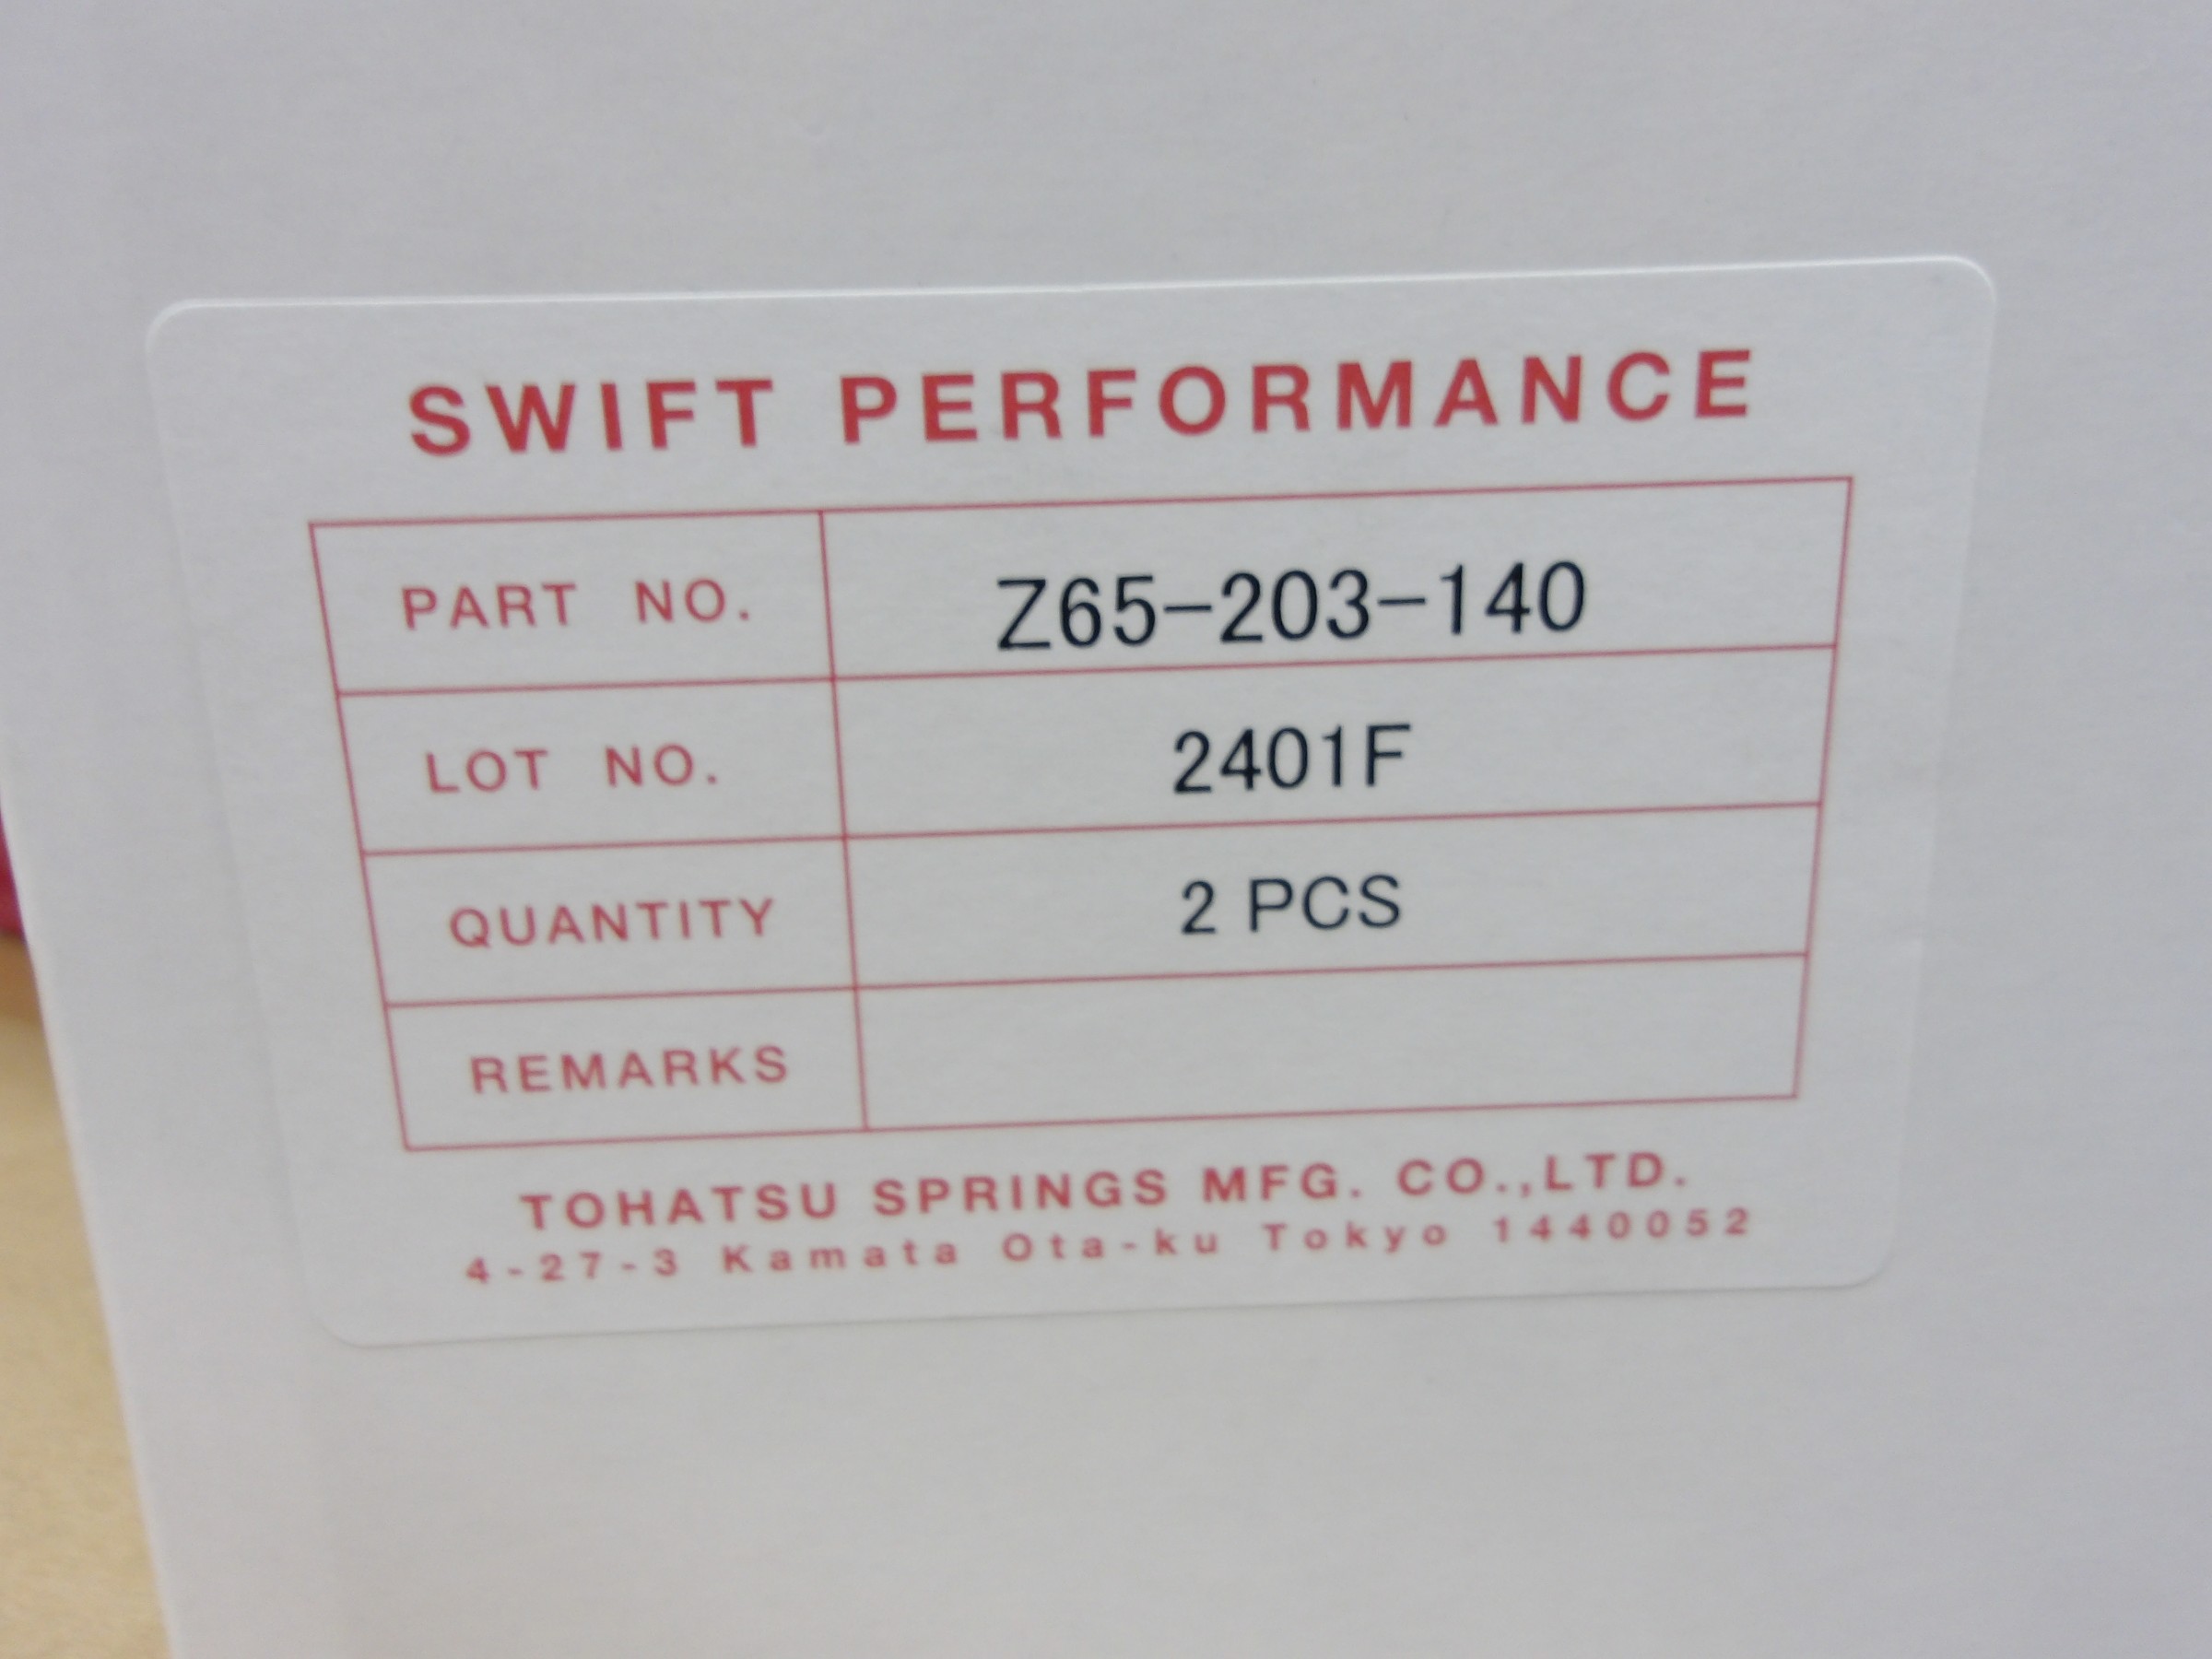 SWIFT PERFORMANCE
PART NO. Z65-203-140
LOT NO. 2401F
QUANTITY 2 PCS
REMARKS
TOHATSU SPRINGS MFG. CO.,LTD.
4-27-3 Kamata Ota-ku Tokyo 1440052